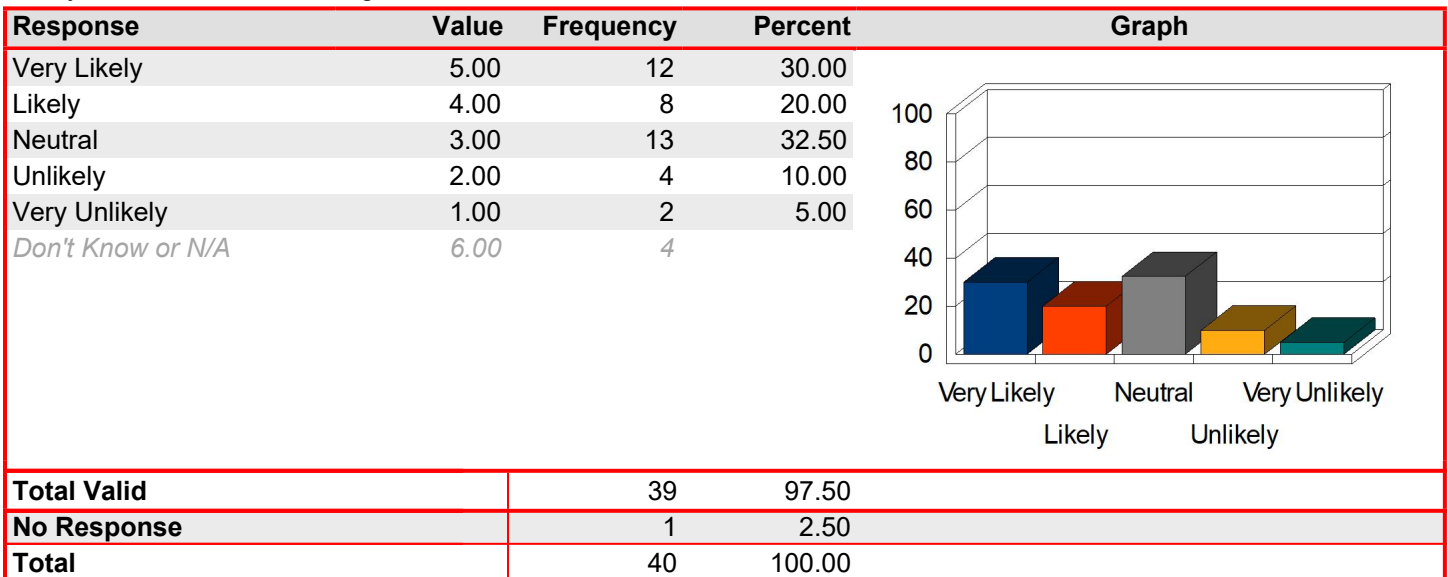 Response Value Frequency Percent Graph
Very Likely 5.00 12 30.00
Likely 4.00 8 20.00
Neutral 3.00 13 32.50
Unlikely 2.00 4 10.00
Very Unlikely 1.00 2 5.00
Don't Know or N/A 6.00 4
100
80
60
40
20
0
Very Likely Neutral Very Unlikely
Likely Unlikely
Total Valid 39 97.50
No Response 1 2.50
Total 40 100.00